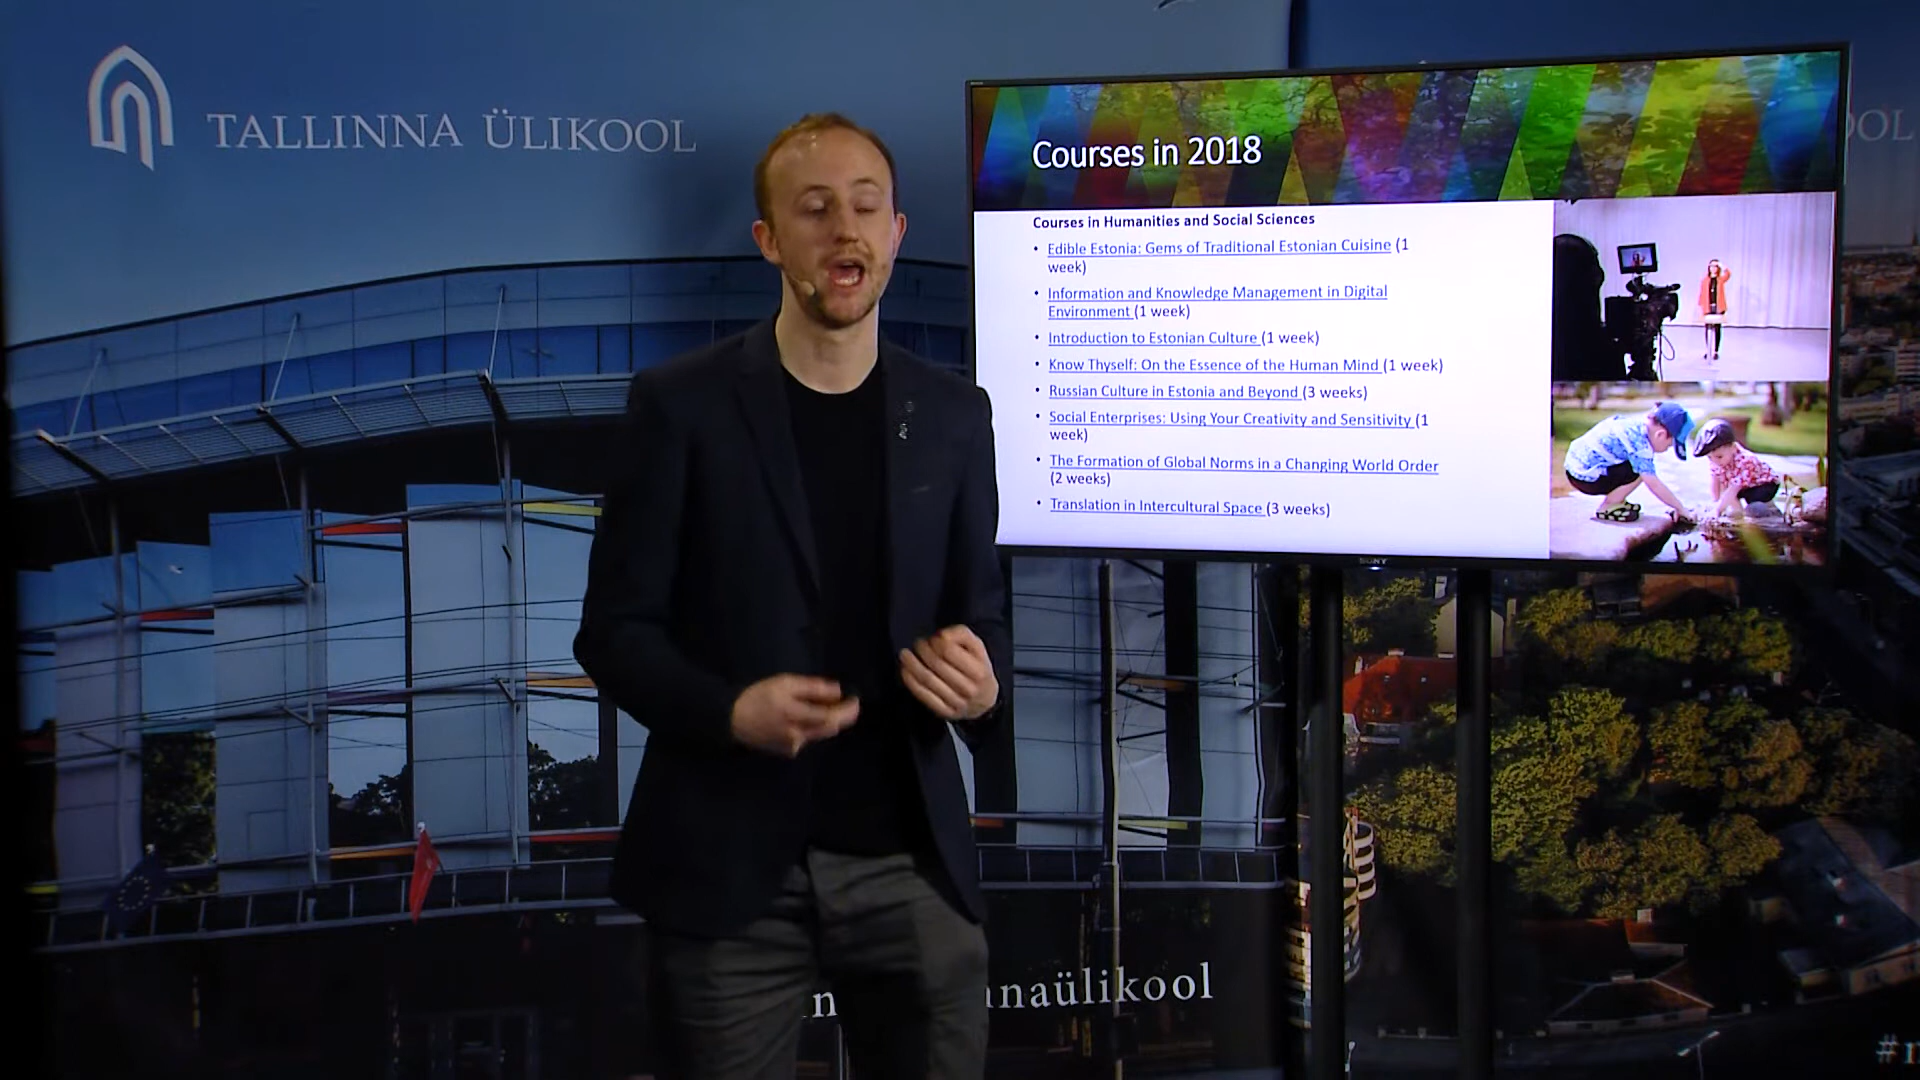 TALLINNA ÜLIKOOL
OOL
Courses in 2018
Courses in Humanities and Social Sciences
• Edible Estonia: Gems of Traditional Estonian Cuisine (1
week)
• Information and Knowledge Management in Digital
Environment (1 week)
• Introduction to Estonian Culture (1 week)
• Know Thyself: On the Essence of the Human Mind (1 week)
• Russian Culture in Estonia and Beyond (3 weeks)
• Social Enterprises: Using Your Creativity and Sensitivity (1
week)
• The Formation of Global Norms in a Changing World Order
(2 weeks)
• Translation in Intercultural Space (3 weeks)
SONY
naülikool